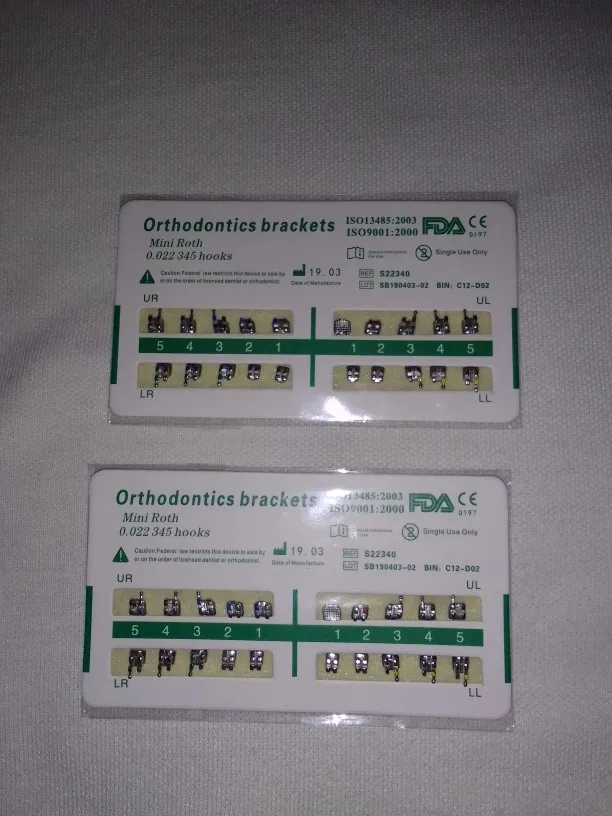 Orthodontics brackets
ISO13485:2003
ISO9001:2000
FDA CE
0197
Mini Roth
0.022 345 hooks
Single Use Only
Caution:Federal law restricts this device to sale by
or on the order of licensed dentist or orthodontist.
19.03
Date of Manufacture
REF S22340
LOT SB190403-02 BIN: C12-D02
UR UL
5 4 3 2 1 1 2 3 4 5
LR LL
Orthodontics brackets
13485:2003
ISO9001:2000
FDA CE
0197
Mini Roth
0.022 345 hooks
Single Use Only
Caution:Federal law restricts this device to sale by
or on the order of licensed dentist or orthodontist.
19.03
Date of Manufacture
REF S22340
LOT SB190403-02 BIN: C12-D02
UR UL
5 4 3 2 1 1 2 3 4 5
LR LL